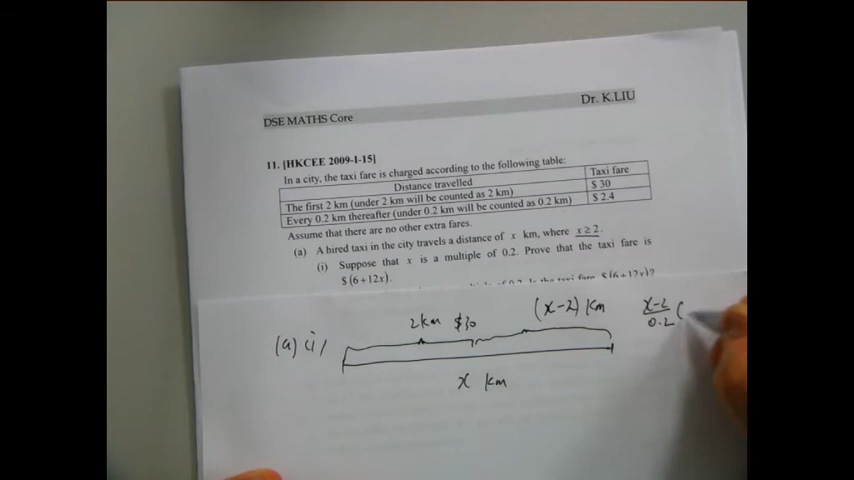 DSE MATHS Core Dr. K.LIU
11. [HKCEE 2009-I-15]
In a city, the taxi fare is charged according to the following table:
Distance travelled Taxi fare
The first 2 km (under 2 km will be counted as 2 km) $ 30
Every 0.2 km thereafter (under 0.2 km will be counted as 0.2 km) $ 2.4
Assume that there are no other extra fares.
(a) A hired taxi in the city travels a distance of x km, where x ≥ 2.
(i) Suppose that x is a multiple of 0.2. Prove that the taxi fare is
$(6+12x).
the taxi fare $(6+12x)?
(a) (i) 2km $30 (x-2) km x-2/0.2 (
x km